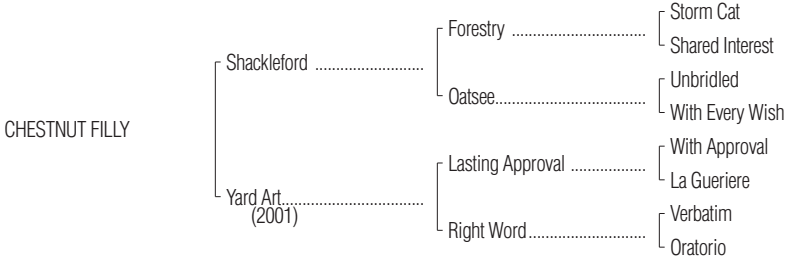 Storm Cat
Forestry ................................
Shared Interest
Shackleford ..........................
Unbridled
Oatsee....................................
With Every Wish
CHESTNUT FILLY
With Approval
Lasting Approval ..................
La Gueriere
Yard Art..................................
(2001)
Verbatim
Right Word............................
Oratorio